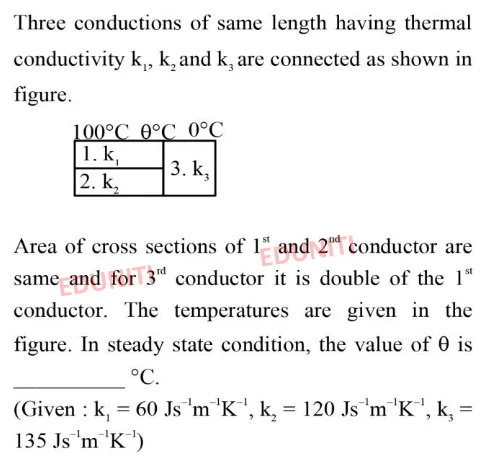 Three conductions of same length having thermal
conductivity k₁, k₂ and k₃ are connected as shown in
figure.
100°C θ°C 0°C
1. k₁
3. k₃
2. k₂
Area of cross sections of 1ˢᵗ and 2ⁿᵈ conductor are
same and for 3ʳᵈ conductor it is double of the 1ˢᵗ
conductor. The temperatures are given in the
figure. In steady state condition, the value of θ is
____________ °C.
(Given : k₁ = 60 Js⁻¹m⁻¹K⁻¹, k₂ = 120 Js⁻¹m⁻¹K⁻¹, k₃ =
135 Js⁻¹m⁻¹K⁻¹)
EDUNITI
EDUNITI